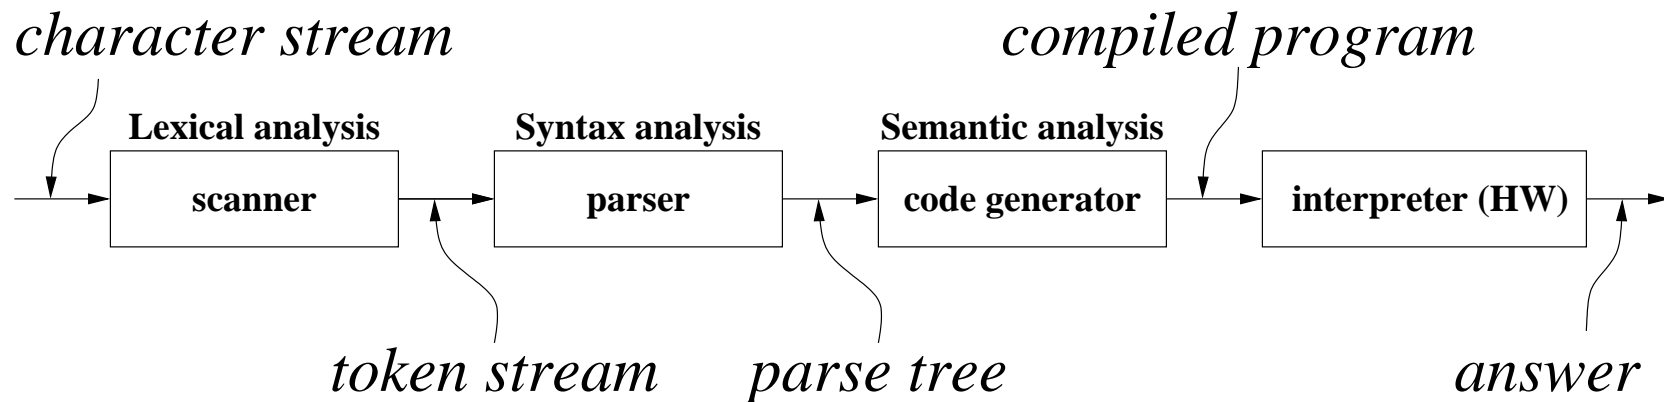 character stream
compiled program
Lexical analysis
Syntax analysis
Semantic analysis
scanner
parser
code generator
interpreter (HW)
token stream
parse tree
answer